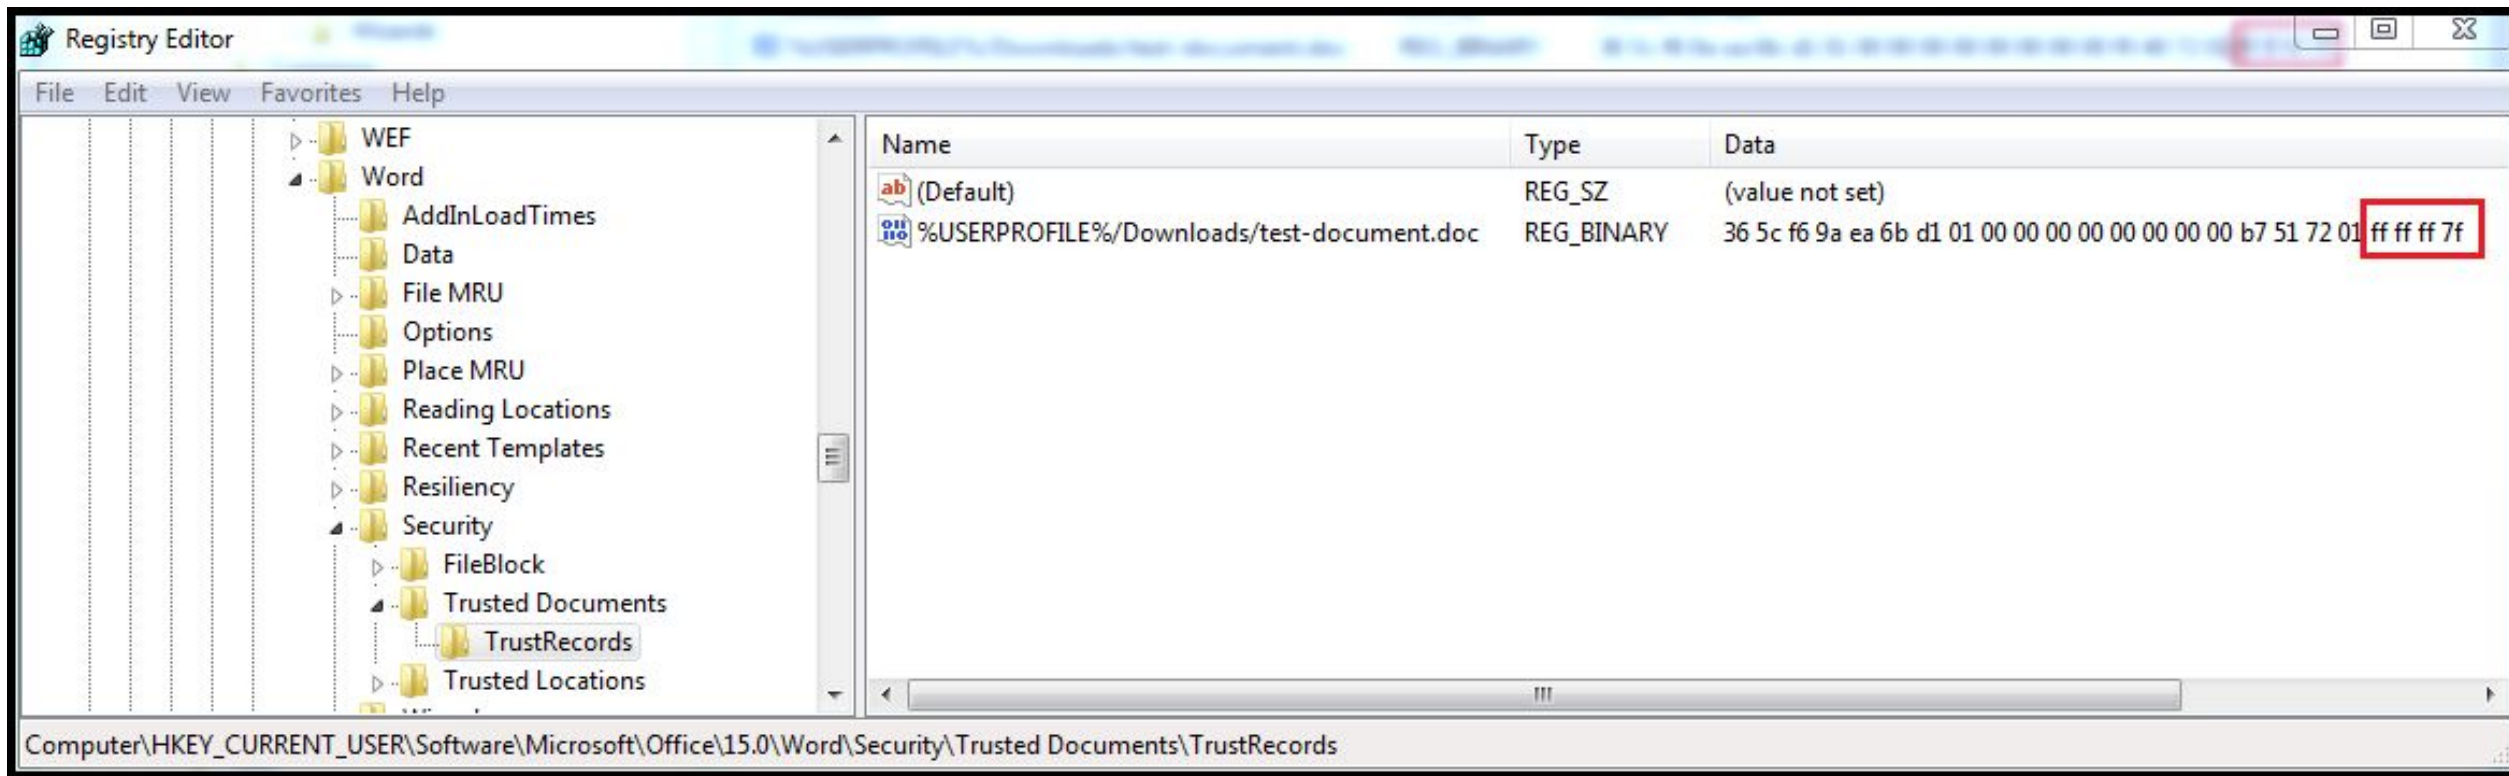 Registry Editor
File Edit View Favorites Help
WEF
Word
AddInLoadTimes
Data
File MRU
Options
Place MRU
Reading Locations
Recent Templates
Resiliency
Security
FileBlock
Trusted Documents
TrustRecords
Trusted Locations
Name Type Data
(Default) REG_SZ (value not set)
%USERPROFILE%/Downloads/test-document.doc REG_BINARY 36 5c f6 9a ea 6b d1 01 00 00 00 00 00 00 00 00 b7 51 72 01 ff ff ff 7f
Computer\HKEY_CURRENT_USER\Software\Microsoft\Office\15.0\Word\Security\Trusted Documents\TrustRecords